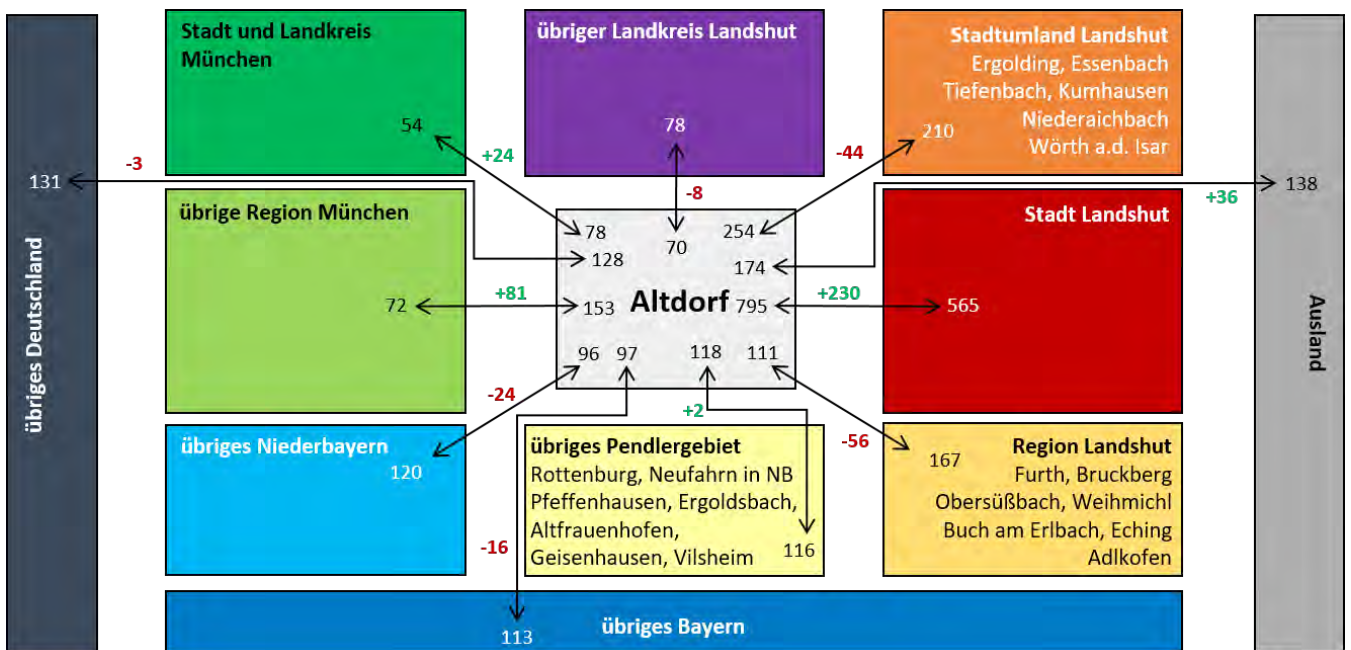 Stadt und Landkreis
München
54
+24
übriger Landkreis Landshut
78
-8
Stadtumland Landshut
Ergolding, Essenbach
Tiefenbach, Kumhausen
Niederaichbach
Wörth a.d. Isar
210
-44
übriges Deutschland
131
-3
Ausland
138
+36
übrige Region München
72
+81
Altdorf
78
70
254
128
174
153
795
96
97
118
111
Stadt Landshut
565
+230
übriges Niederbayern
120
-24
übriges Pendlergebiet
Rottenburg, Neufahrn in NB
Pfeffenhausen, Ergoldsbach,
Altfrauenhofen,
Geisenhausen, Vilsheim
116
+2
Region Landshut
Furth, Bruckberg
Obersüßbach, Weihmichl
Buch am Erlbach, Eching
Adlkofen
167
-56
-16
113
übriges Bayern